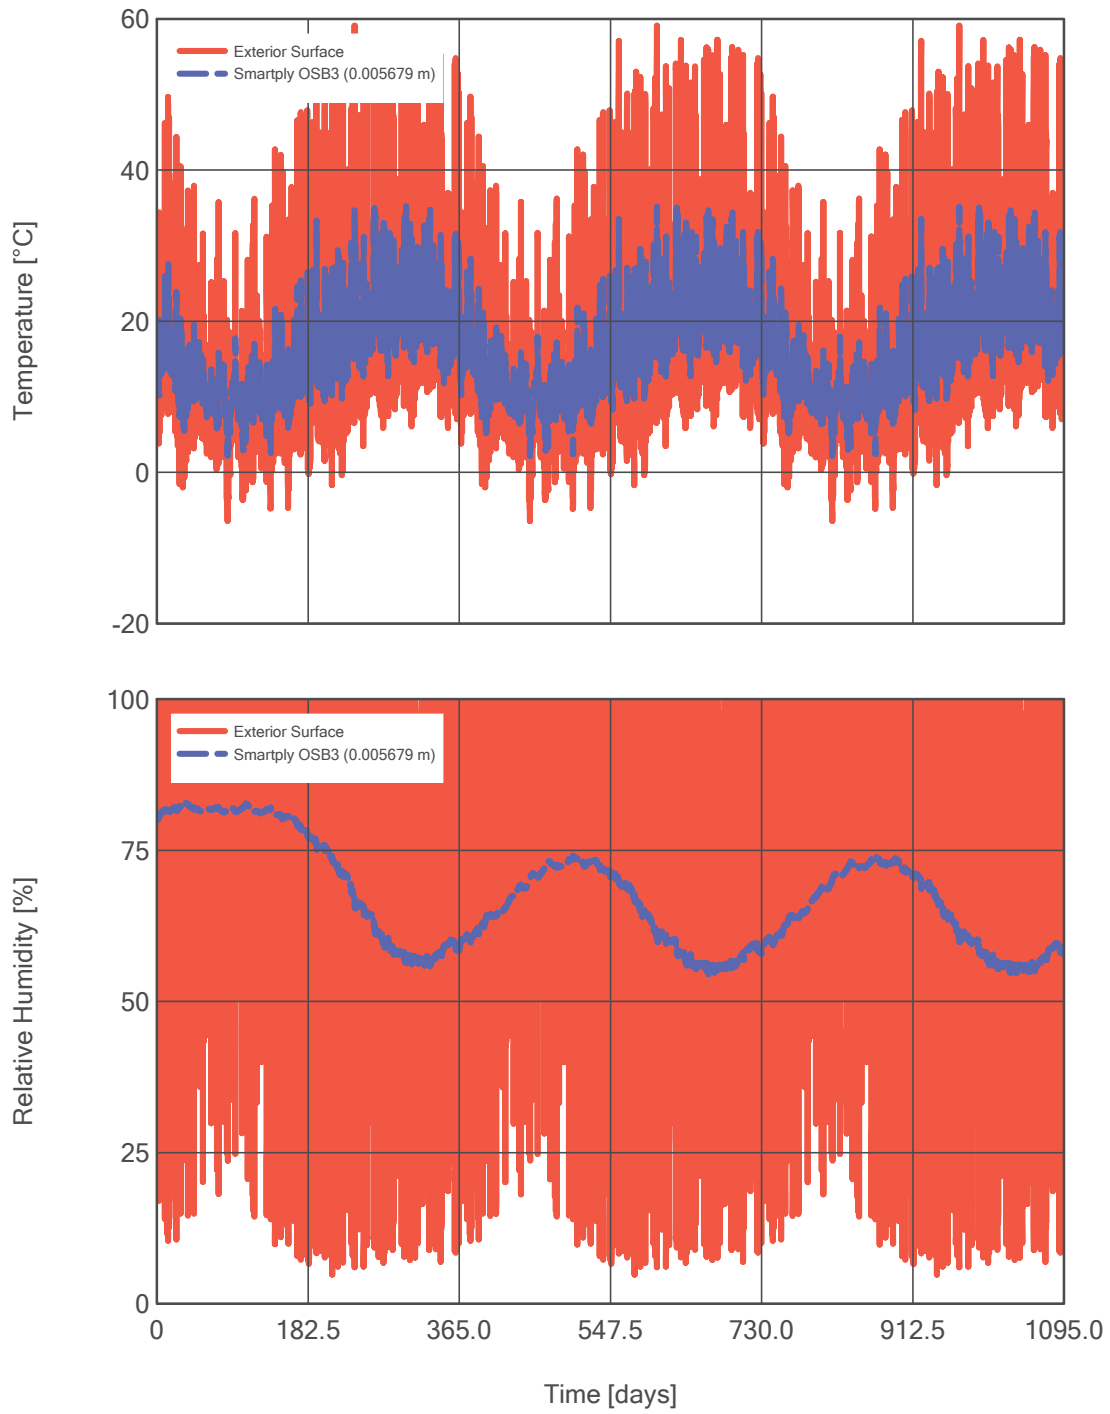 60
Exterior Surface
Smartply OSB3 (0.005679 m)
40
Temperature [°C]
20
0
-20
100
Exterior Surface
Smartply OSB3 (0.005679 m)
75
Relative Humidity [%]
50
25
0
0 182.5 365.0 547.5 730.0 912.5 1095.0
Time [days]